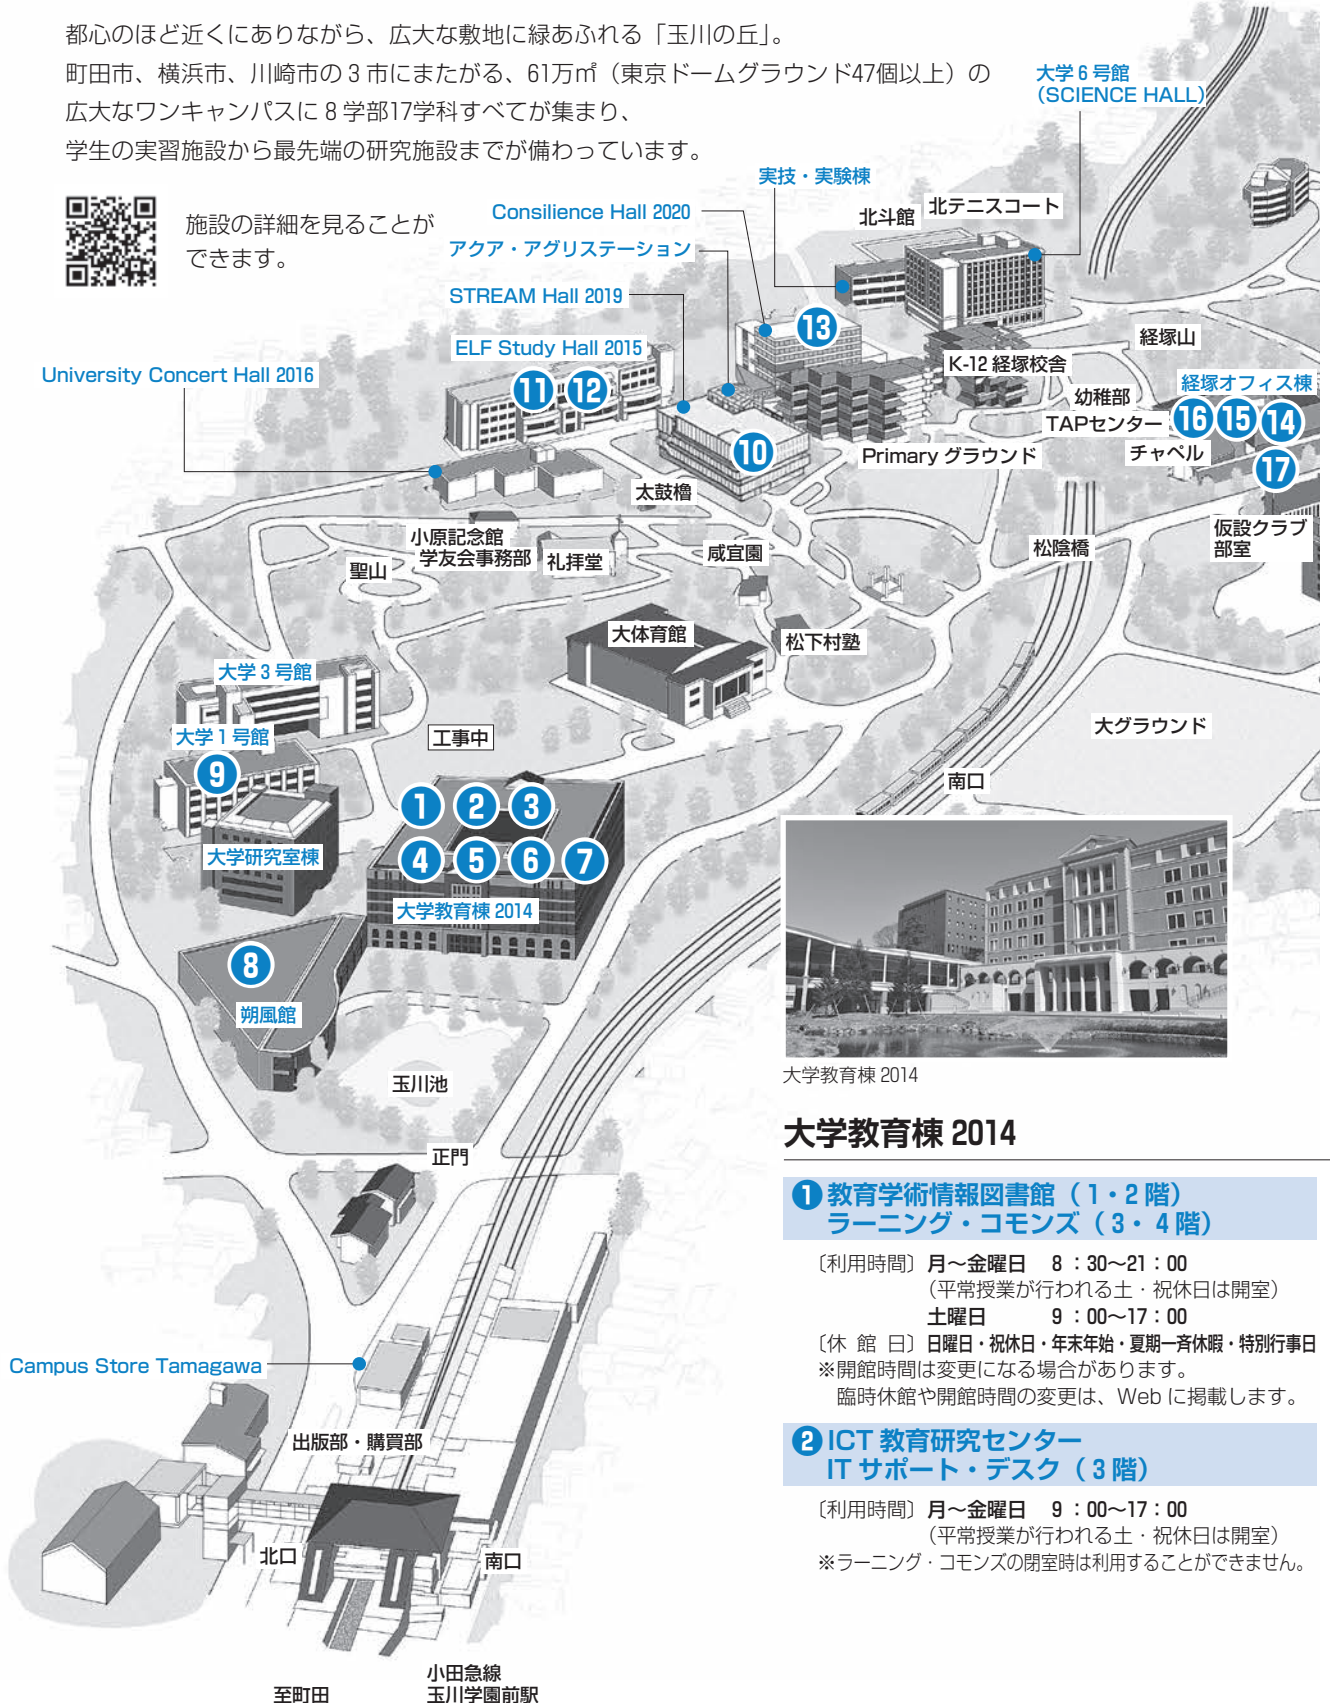 都心のほど近くにありながら、広大な敷地に緑あふれる「玉川の丘」。
町田市、横浜市、川崎市の3市にまたがる、61万㎡（東京ドームグラウンド47個以上）の
広大なワンキャンパスに8学部17学科すべてが集まり、
学生の実習施設から最先端の研究施設までが備わっています。
施設の詳細を見ることが
できます。
大学6号館
（SCIENCE HALL）
実技・実験棟
Consilience Hall 2020
北斗館
北テニスコート
アクア・アグリステーション
STREAM Hall 2019
⓭
ELF Study Hall 2015
経塚山
University Concert Hall 2016
⓫ ⓬
K-12 経塚校舎
経塚オフィス棟
幼稚部
TAPセンター
⓰ ⓯ ⓮
チャペル
❿
Primary グラウンド
⓱
太鼓櫓
仮設クラブ
部室
小原記念館
学友会事務部
礼拝堂
咸宜園
松陰橋
聖山
大体育館
松下村塾
大学3号館
大グラウンド
大学1号館
工事中
❾
南口
❶ ❷ ❸
❹ ❺ ❻ ❼
大学研究室棟
大学教育棟 2014
❽
朔風館
玉川池
大学教育棟 2014
正門
Campus Store Tamagawa
出版部・購買部
北口
南口
至町田
小田急線
玉川学園前駅
大学教育棟 2014
❶教育学術情報図書館（1・2階）
ラーニング・コモンズ（3・4階）
〔利用時間〕月～金曜日 8：30～21：00
（平常授業が行われる土・祝休日は開室）
土曜日 9：00～17：00
〔休 館 日〕日曜日・祝休日・年末年始・夏期一斉休暇・特別行事日
※開館時間は変更になる場合があります。
臨時休館や開館時間の変更は、Web に掲載します。
❷ICT 教育研究センター
IT サポート・デスク（3階）
〔利用時間〕月～金曜日 9：00～17：00
（平常授業が行われる土・祝休日は開室）
※ラーニング・コモンズの閉室時は利用することができません。